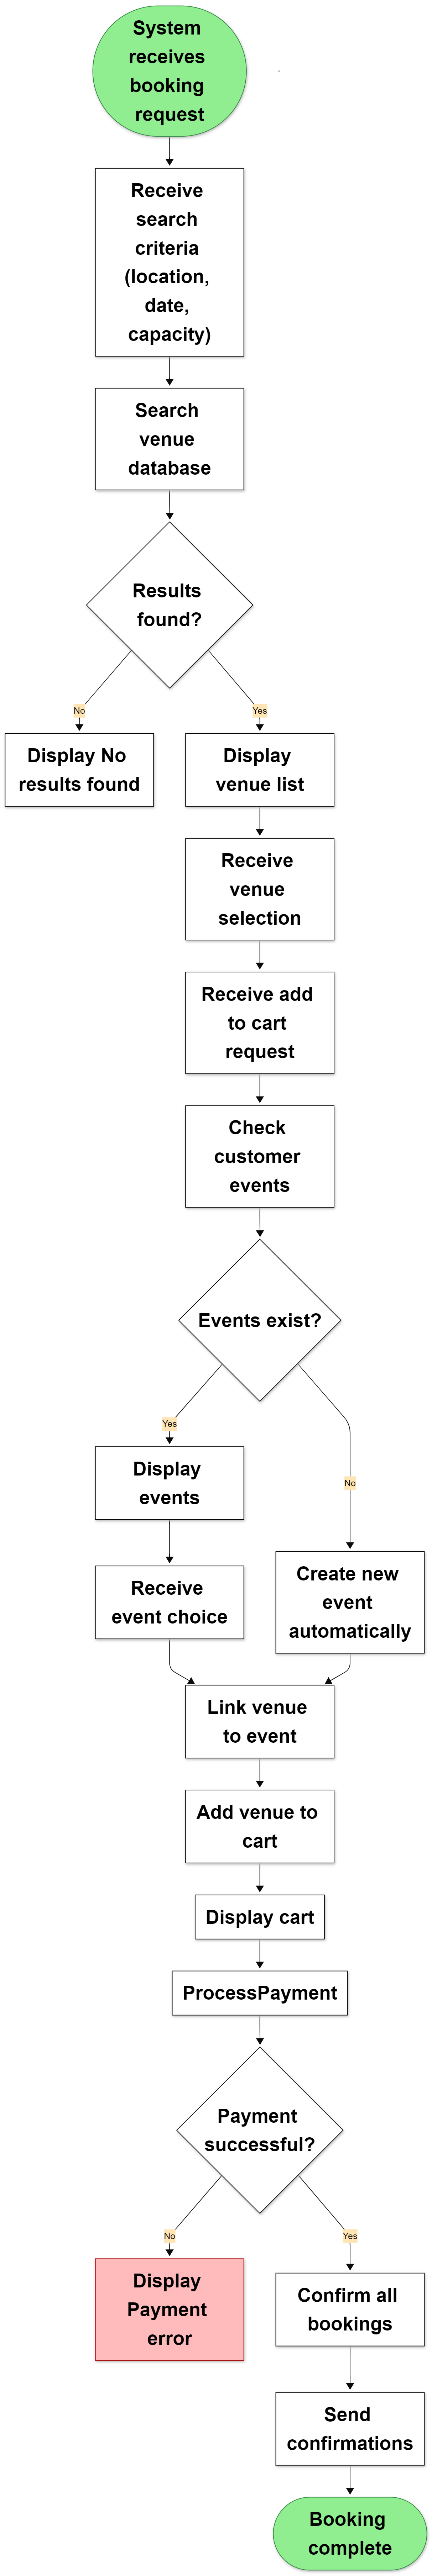 System
receives
booking
request
Receive
search
criteria
(location,
date,
capacity)
Search
venue
database
Results
found?
No
Yes
Display No
results found
Display
venue list
Receive
venue
selection
Receive add
to cart
request
Check
customer
events
Events exist?
Yes
Display
events
No
Receive
event choice
Create new
event
automatically
Link venue
to event
Add venue to
cart
Display cart
ProcessPayment
Payment
successful?
No
Yes
Display
Payment
error
Confirm all
bookings
Send
confirmations
Booking
complete